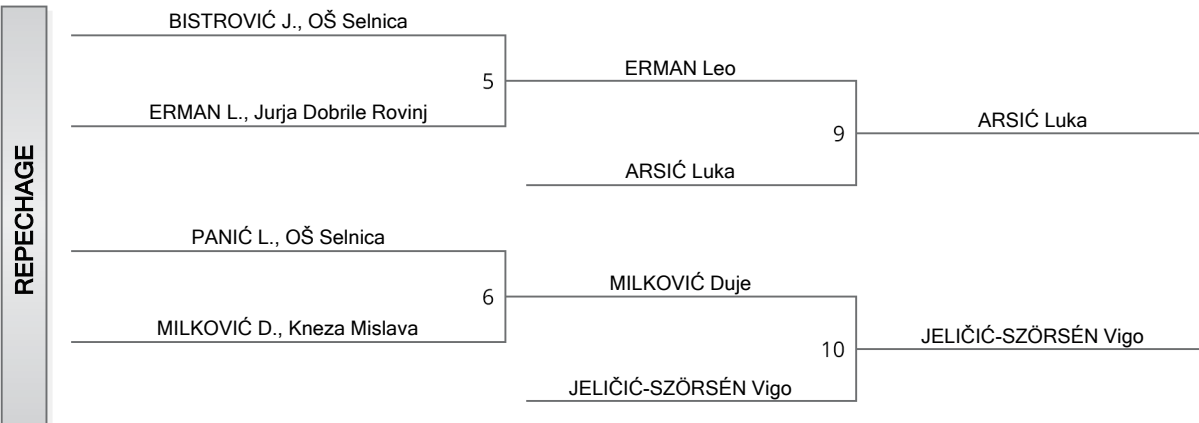 REPECHAGE
BISTROVIĆ J., OŠ Selnica
5
ERMAN L., Jurja Dobrile Rovinj
ERMAN Leo
9
ARSIĆ Luka
ARSIĆ Luka
PANIĆ L., OŠ Selnica
6
MILKOVIĆ D., Kneza Mislava
MILKOVIĆ Duje
10
JELIČIĆ-SZÖRSÉN Vigo
JELIČIĆ-SZÖRSÉN Vigo